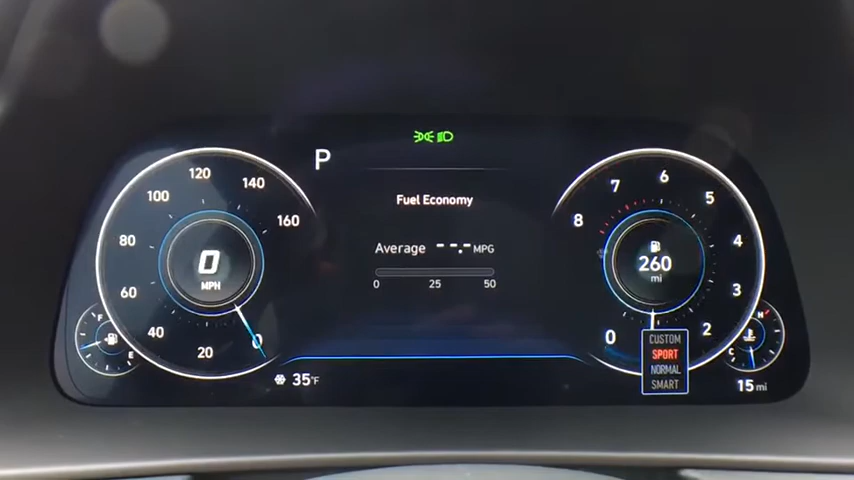 P
Fuel Economy
Average --.- MPG
0 25 50
0
20
40
60
80
100
120
140
160
0
MPH
F
E
35°F
8
7
6
5
4
3
2
0
260
mi
CUSTOM
SPORT
NORMAL
SMART
H
C
15 mi